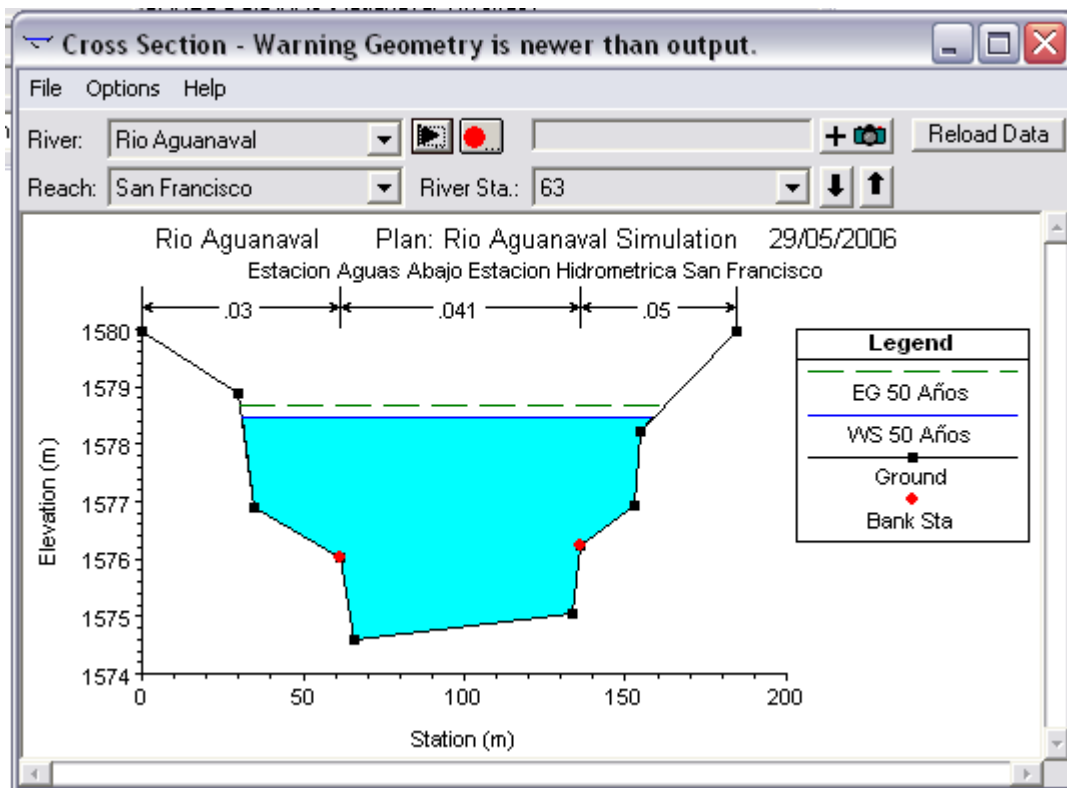 Cross Section - Warning Geometry is newer than output.
File Options Help
River: Rio Aguanaval Reload Data
Reach: San Francisco River Sta.: 63
Rio Aguanaval Plan: Rio Aguanaval Simulation 29/05/2006
Estacion Aguas Abajo Estacion Hidrometrica San Francisco
.03 .041 .05
1580
1579
1578
1577
1576
1575
1574
Elevation (m)
0 50 100 150 200
Station (m)
Legend
EG 50 Años
WS 50 Años
Ground
Bank Sta